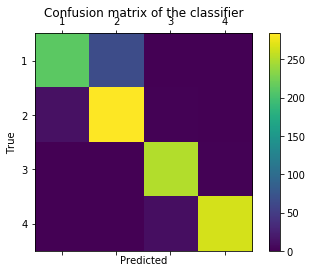 Confusion matrix of the classifier
1 2 3 4
1
2
3
4
True
Predicted
250
200
150
100
50
0